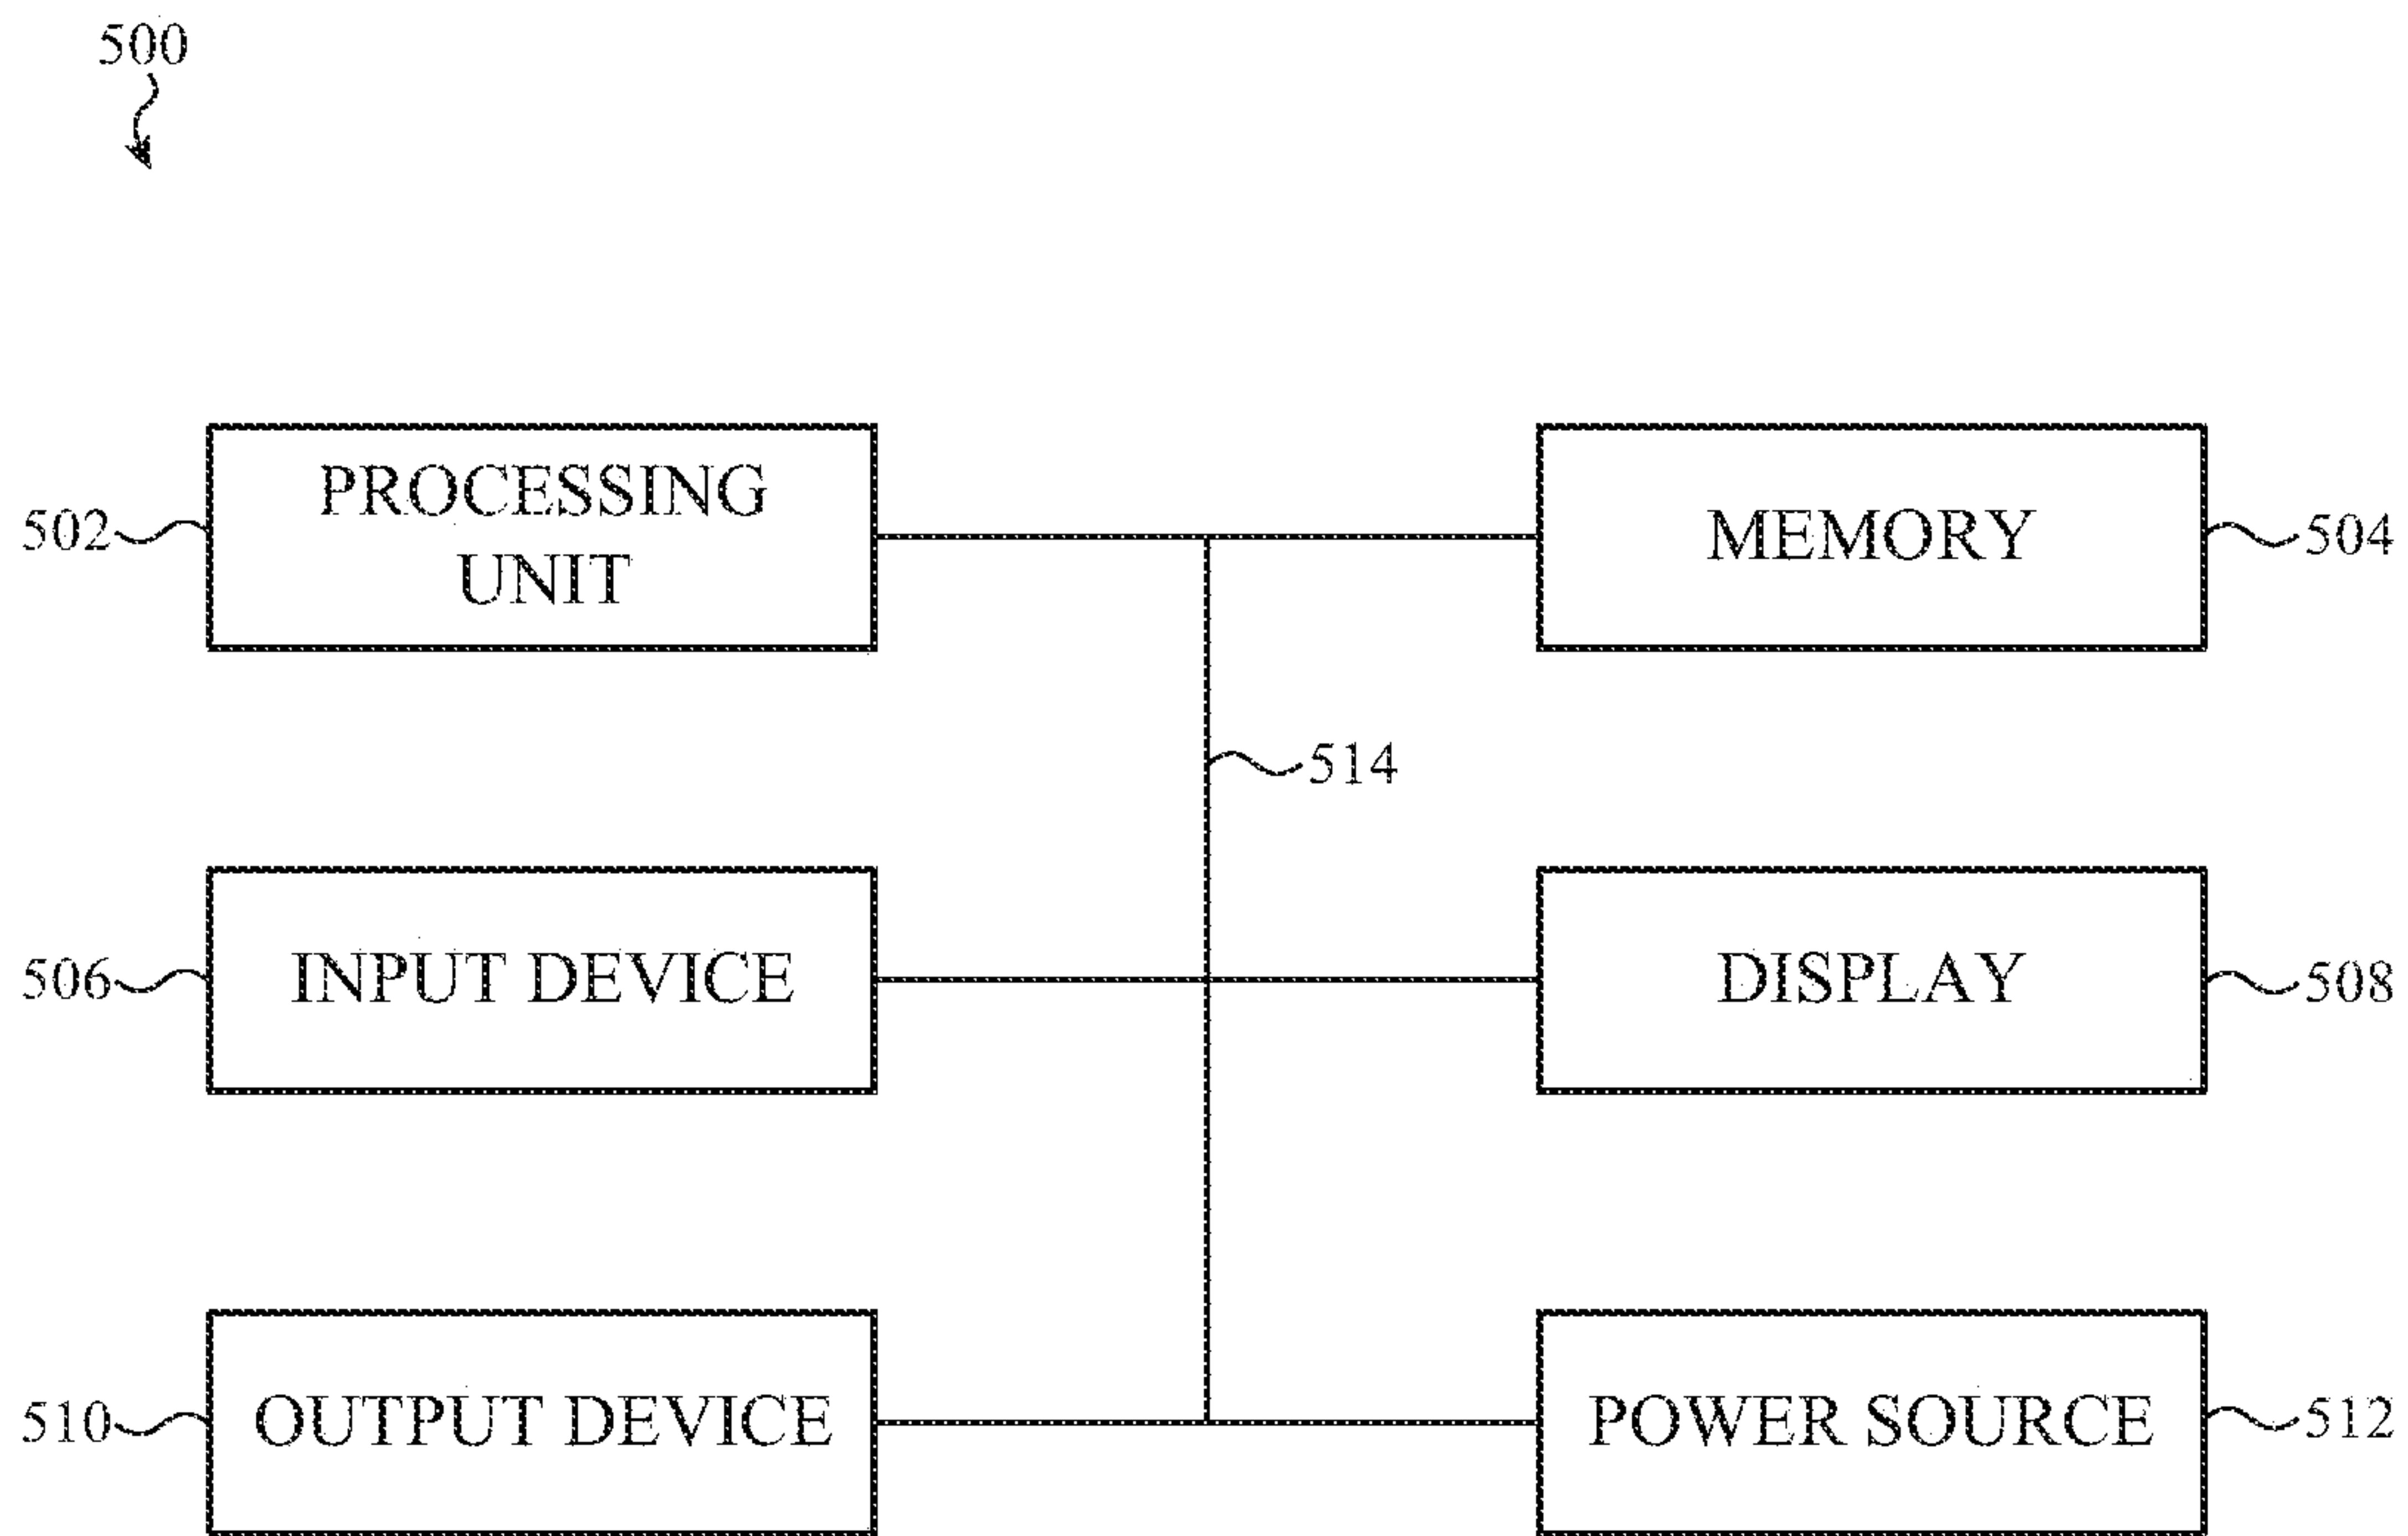 500
PROCESSING
UNIT
502
MEMORY
504
514
506
INPUT DEVICE
DISPLAY
508
510
OUTPUT DEVICE
POWER SOURCE
512